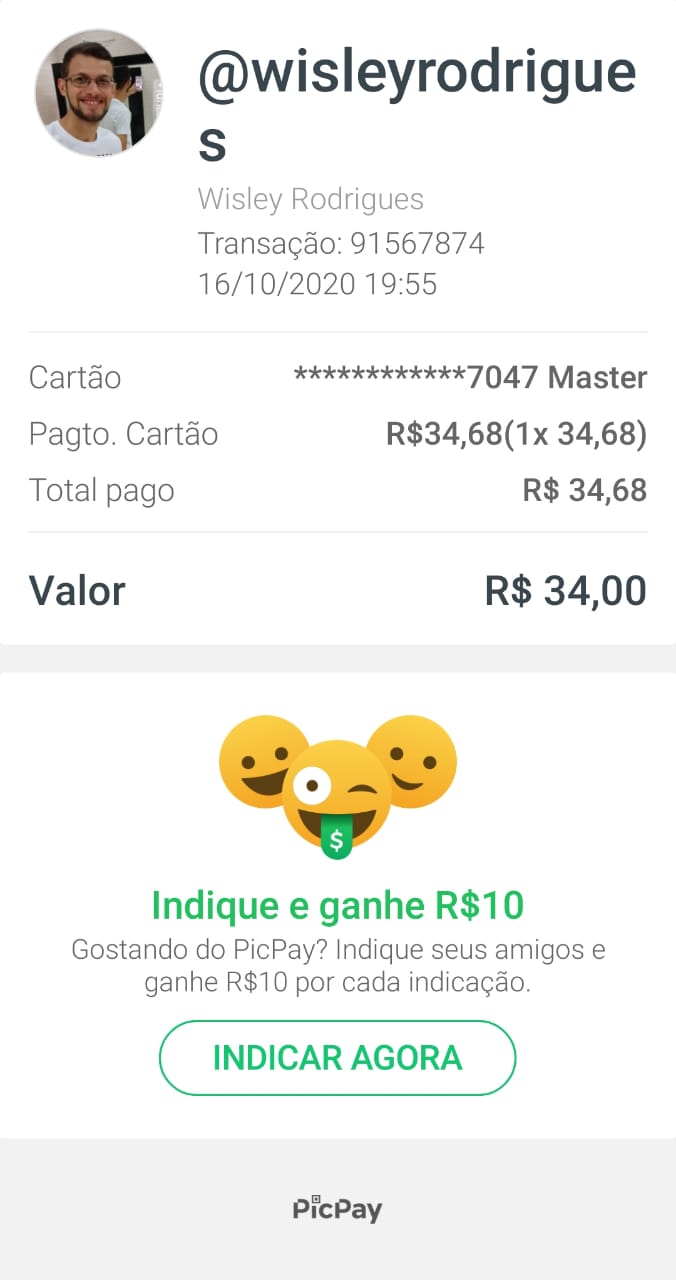 @wisleyrodrigue
s
Wisley Rodrigues
Transação: 91567874
16/10/2020 19:55
Cartão ************7047 Master
Pagto. Cartão R$34,68(1x 34,68)
Total pago R$ 34,68
Valor R$ 34,00
$
Indique e ganhe R$10
Gostando do PicPay? Indique seus amigos e
ganhe R$10 por cada indicação.
INDICAR AGORA
PicPay